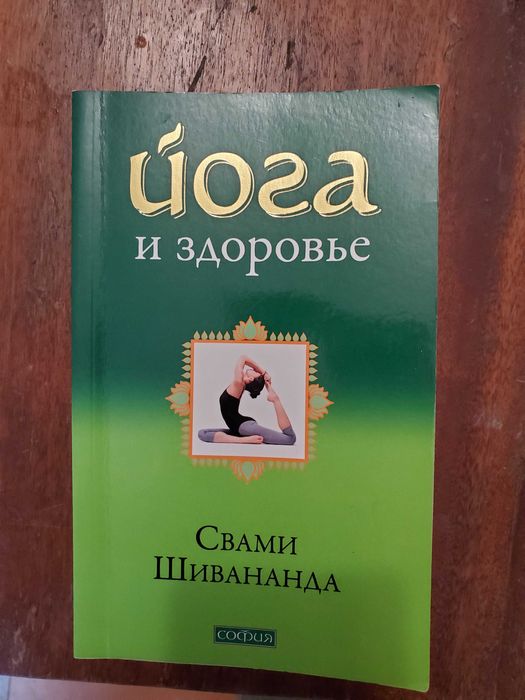 йога
и здоровье
Свами
Шивананда
СОФИЯ